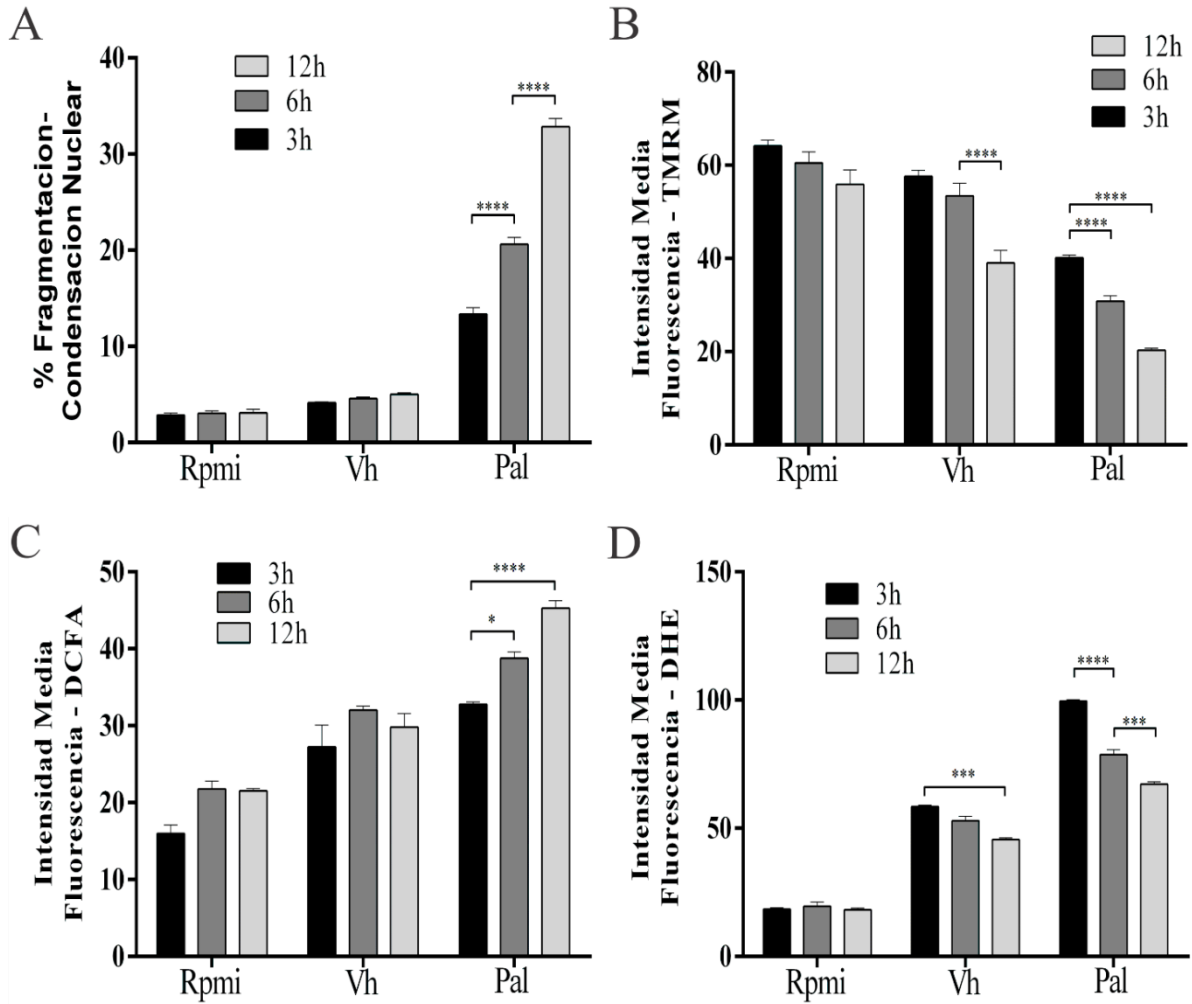 A
% Fragmentacion-
Condensacion Nuclear
40
30
20
10
0
12h
6h
3h
****
****
Rpmi
Vh
Pal
B
Intensidad Media
Fluorescencia - TMRM
80
60
40
20
0
12h
6h
3h
****
****
****
Rpmi
Vh
Pal
C
Intensidad Media
Fluorescencia - DCFA
50
40
30
20
10
0
3h
6h
12h
****
*
Rpmi
Vh
Pal
D
Intensidad Media
Fluorescencia - DHE
150
100
50
0
3h
6h
12h
***
****
***
Rpmi
Vh
Pal